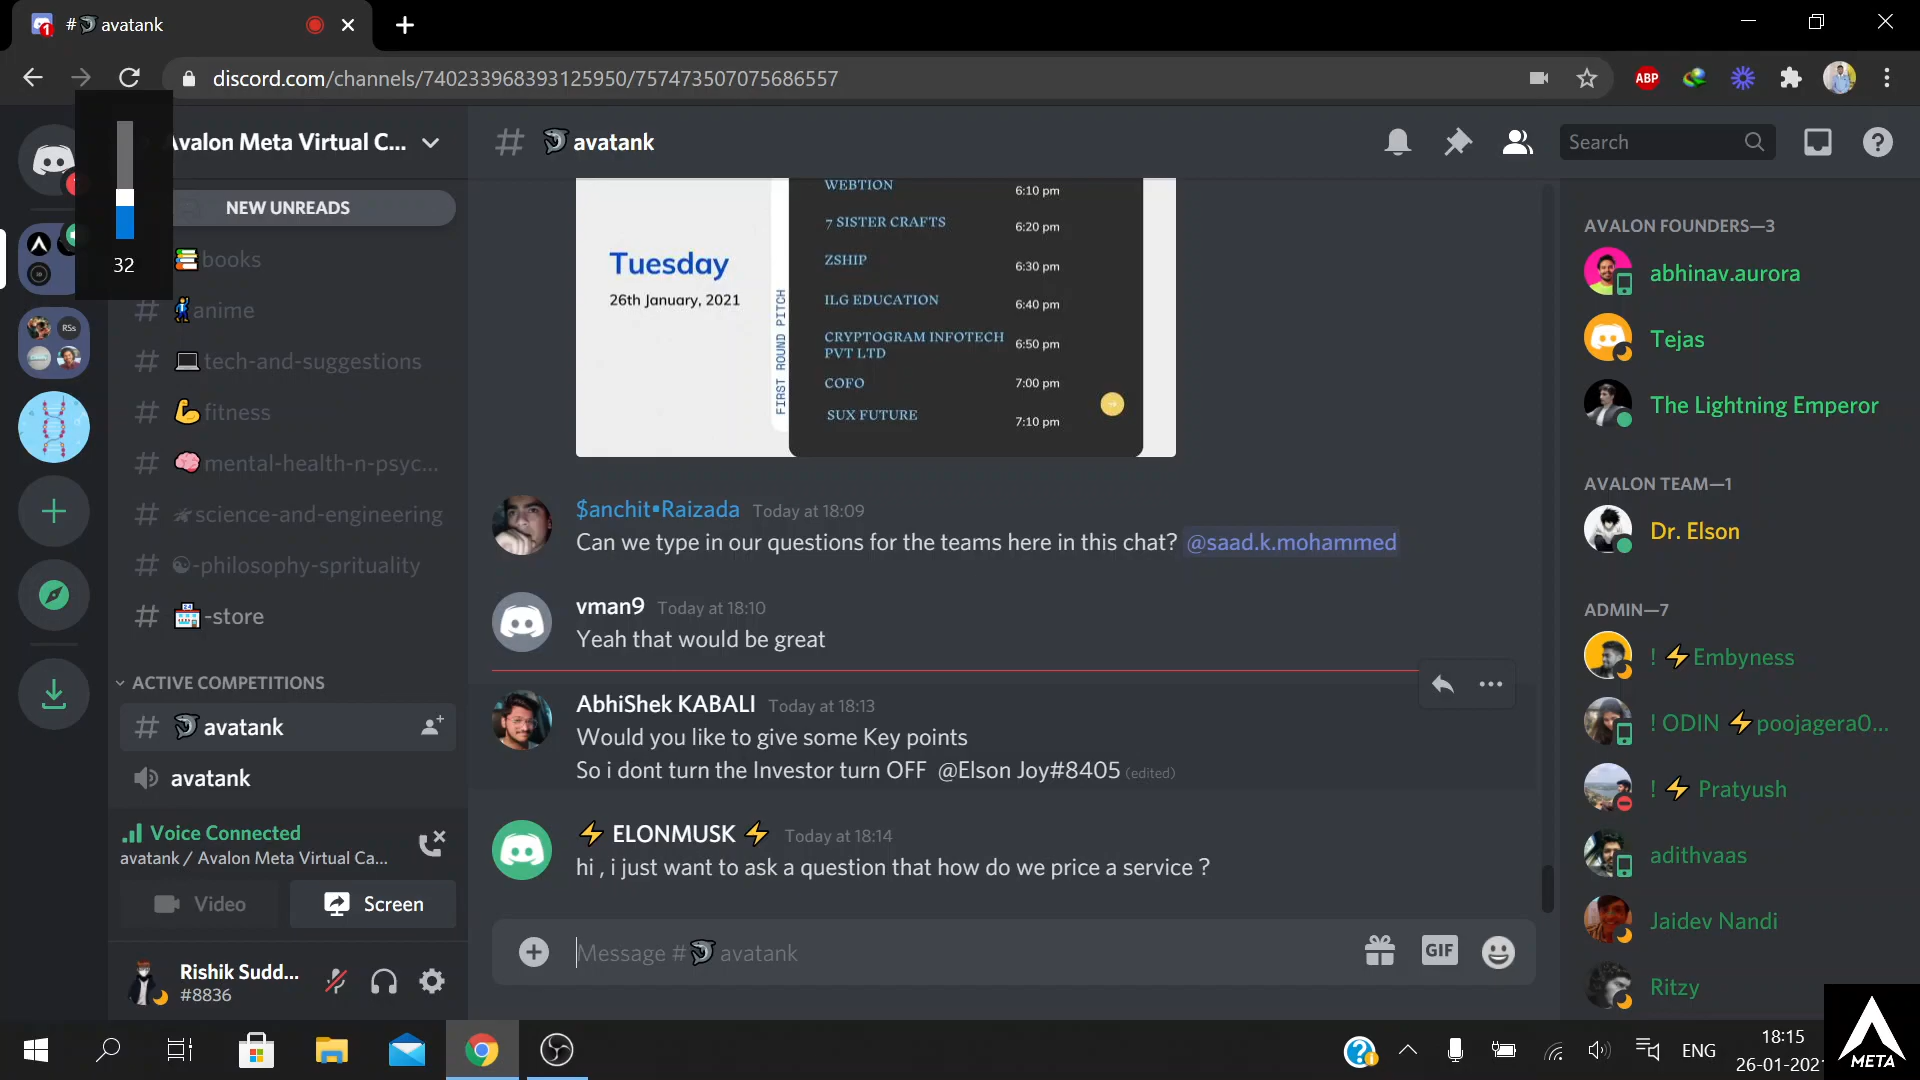 # avatank
discord.com/channels/740233968393125950/757473507075686557
ABP
32
Avalon Meta Virtual C...
NEW UNREADS
books
# anime
# tech-and-suggestions
# fitness
# mental-health-n-psyc...
# science-and-engineering
# -philosophy-sprituality
# -store
ACTIVE COMPETITIONS
# avatank
avatank
Voice Connected
avatank / Avalon Meta Virtual Ca...
Video
Screen
Rishik Sudd...
#8836
RSs
# avatank
Search
Tuesday
26th January, 2021
FIRST ROUND PITCH
WEBTION 6:10 pm
7 SISTER CRAFTS 6:20 pm
ZSHIP 6:30 pm
ILG EDUCATION 6:40 pm
CRYPTOGRAM INFOTECH
PVT LTD 6:50 pm
COFO 7:00 pm
SUX FUTURE 7:10 pm
$anchit•Raizada Today at 18:09
Can we type in our questions for the teams here in this chat? @saad.k.mohammed
vman9 Today at 18:10
Yeah that would be great
AbhiShek KABALI Today at 18:13
Would you like to give some Key points
So i dont turn the Investor turn OFF @Elson Joy#8405 (edited)
⚡ ELONMUSK ⚡ Today at 18:14
hi , i just want to ask a question that how do we price a service ?
Message # avatank
GIF
AVALON FOUNDERS—3
abhinav.aurora
Tejas
The Lightning Emperor
AVALON TEAM—1
Dr. Elson
ADMIN—7
! ⚡Embyness
! ODIN ⚡poojagera0...
! ⚡ Pratyush
adithvaas
Jaidev Nandi
Ritzy
ENG
18:15
26-01-202
META